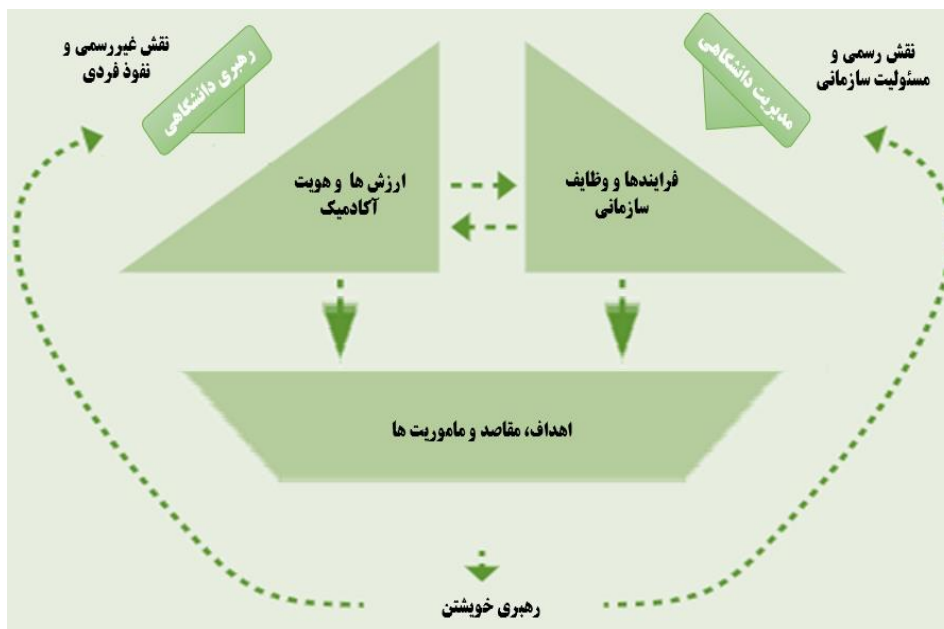 نقش رسمی و
مسئولیت سازمانی
مدیریت دانشگاهی
رهبری دانشگاهی
نقش غیررسمی و
نفوذ فردی
فرایندها و وظایف
سازمانی
ارزش ها و هویت
آکادمیک
اهداف، مقاصد و ماموریت ها
رهبری خویشتن